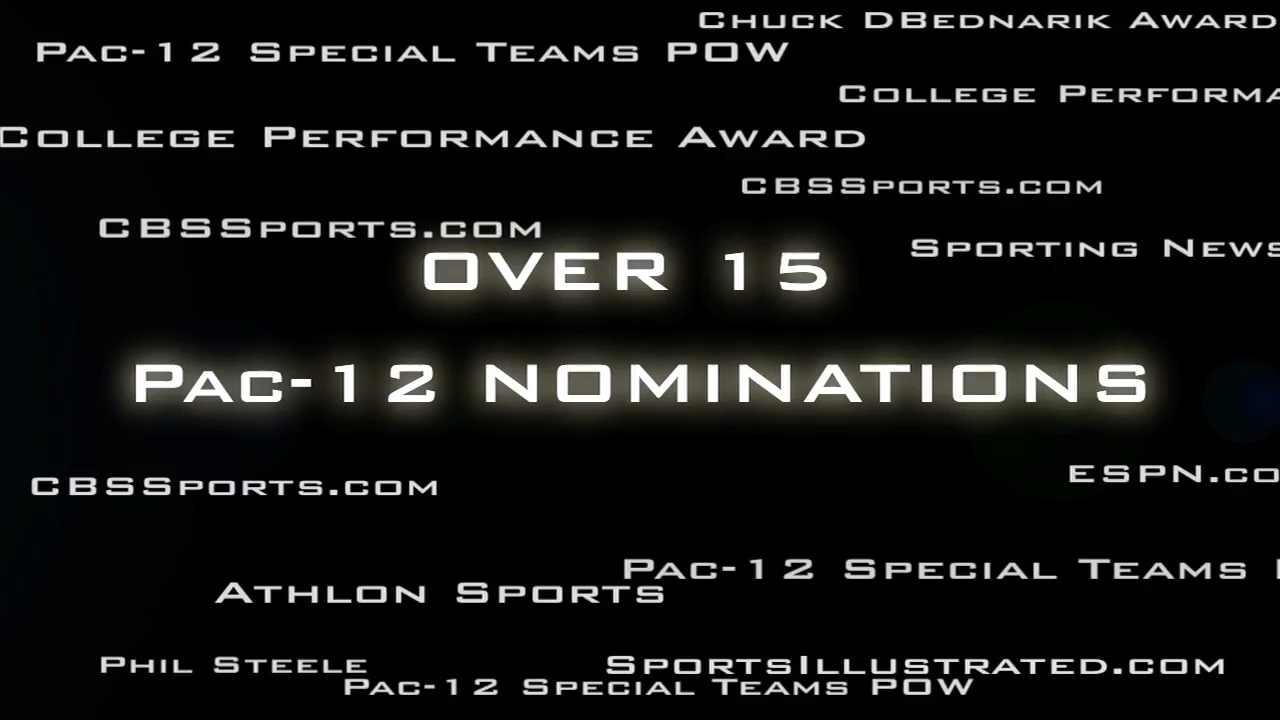 Chuck DBednarik Award
Pac-12 Special Teams POW
College Performa
College Performance Award
CBSSports.com
CBSSports.com
Sporting News
OVER 15
Pac-12 NOMINATIONS
ESPN.co
CBSSports.com
Pac-12 Special Teams
Athlon Sports
Phil Steele
SportsIllustrated.com
Pac-12 Special Teams POW